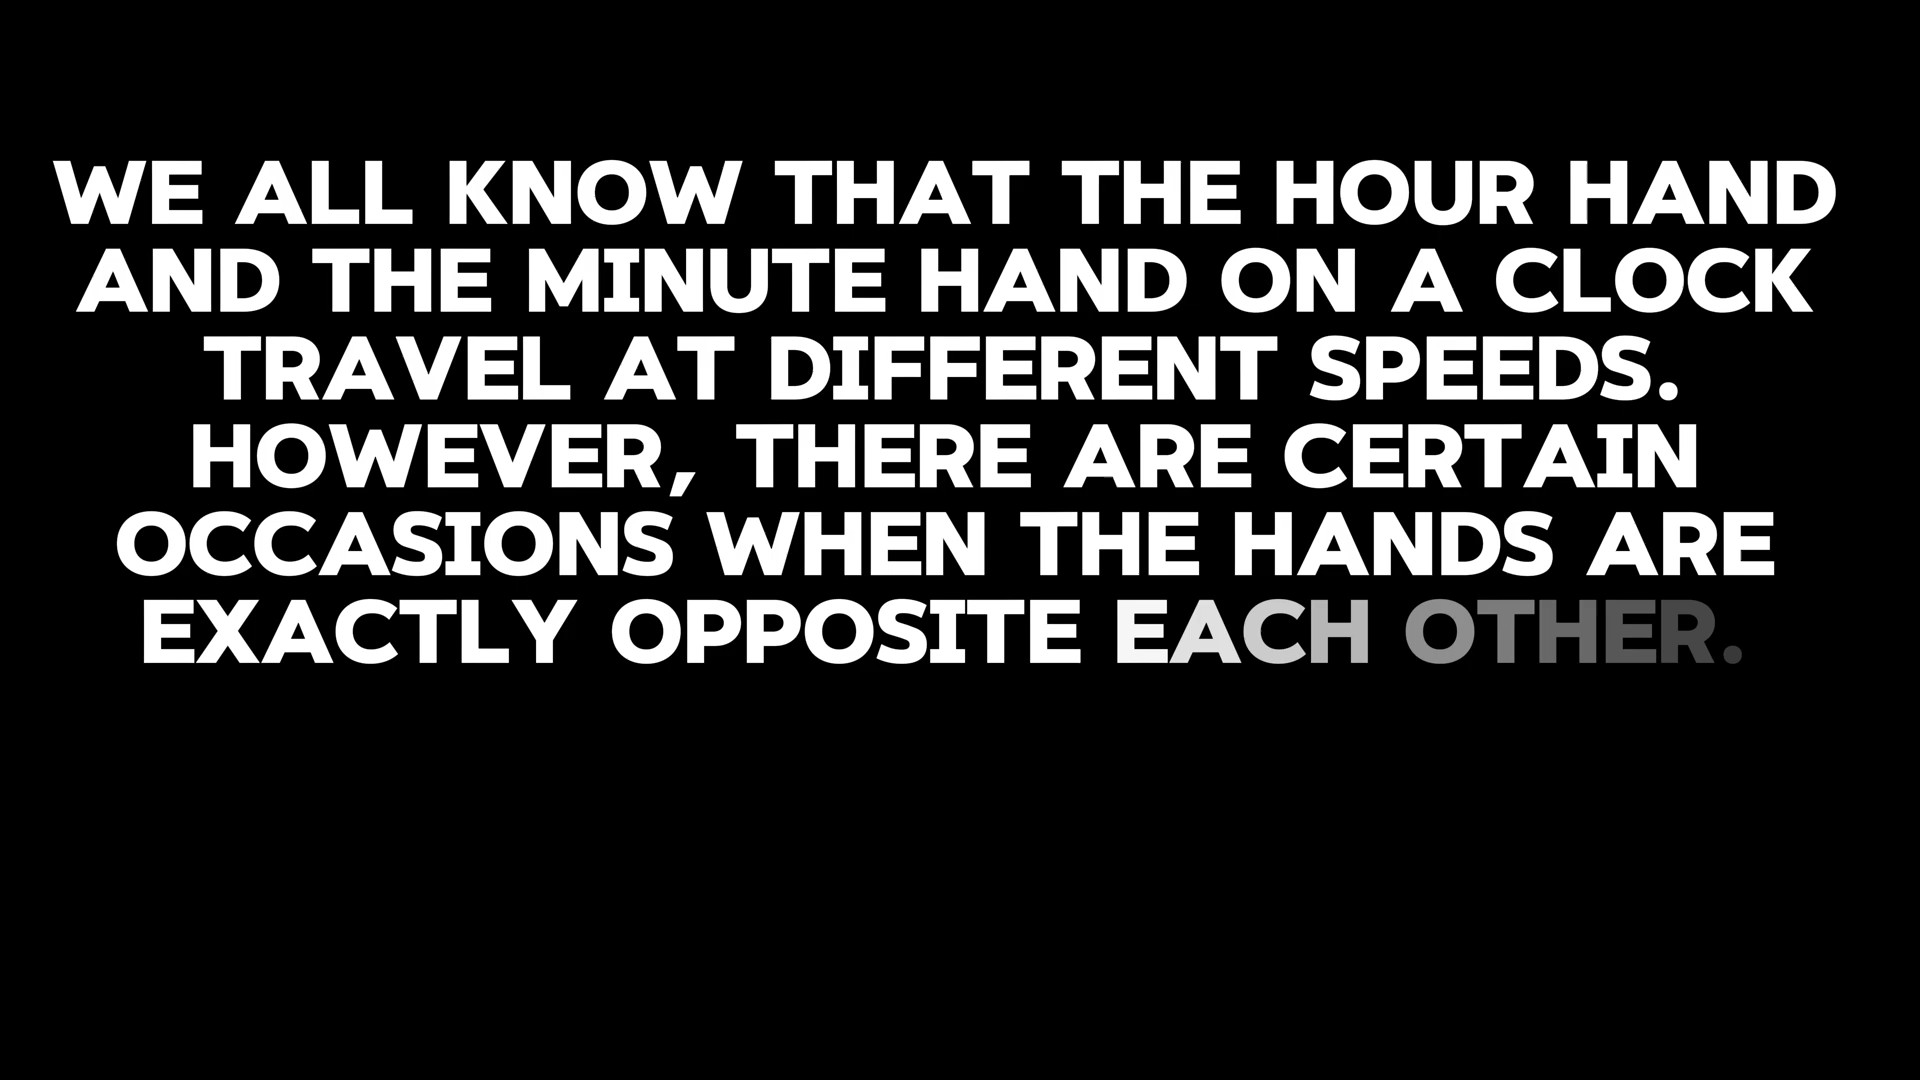 WE ALL KNOW THAT THE HOUR HAND
AND THE MINUTE HAND ON A CLOCK
TRAVEL AT DIFFERENT SPEEDS.
HOWEVER, THERE ARE CERTAIN
OCCASIONS WHEN THE HANDS ARE
EXACTLY OPPOSITE EACH OTHER.